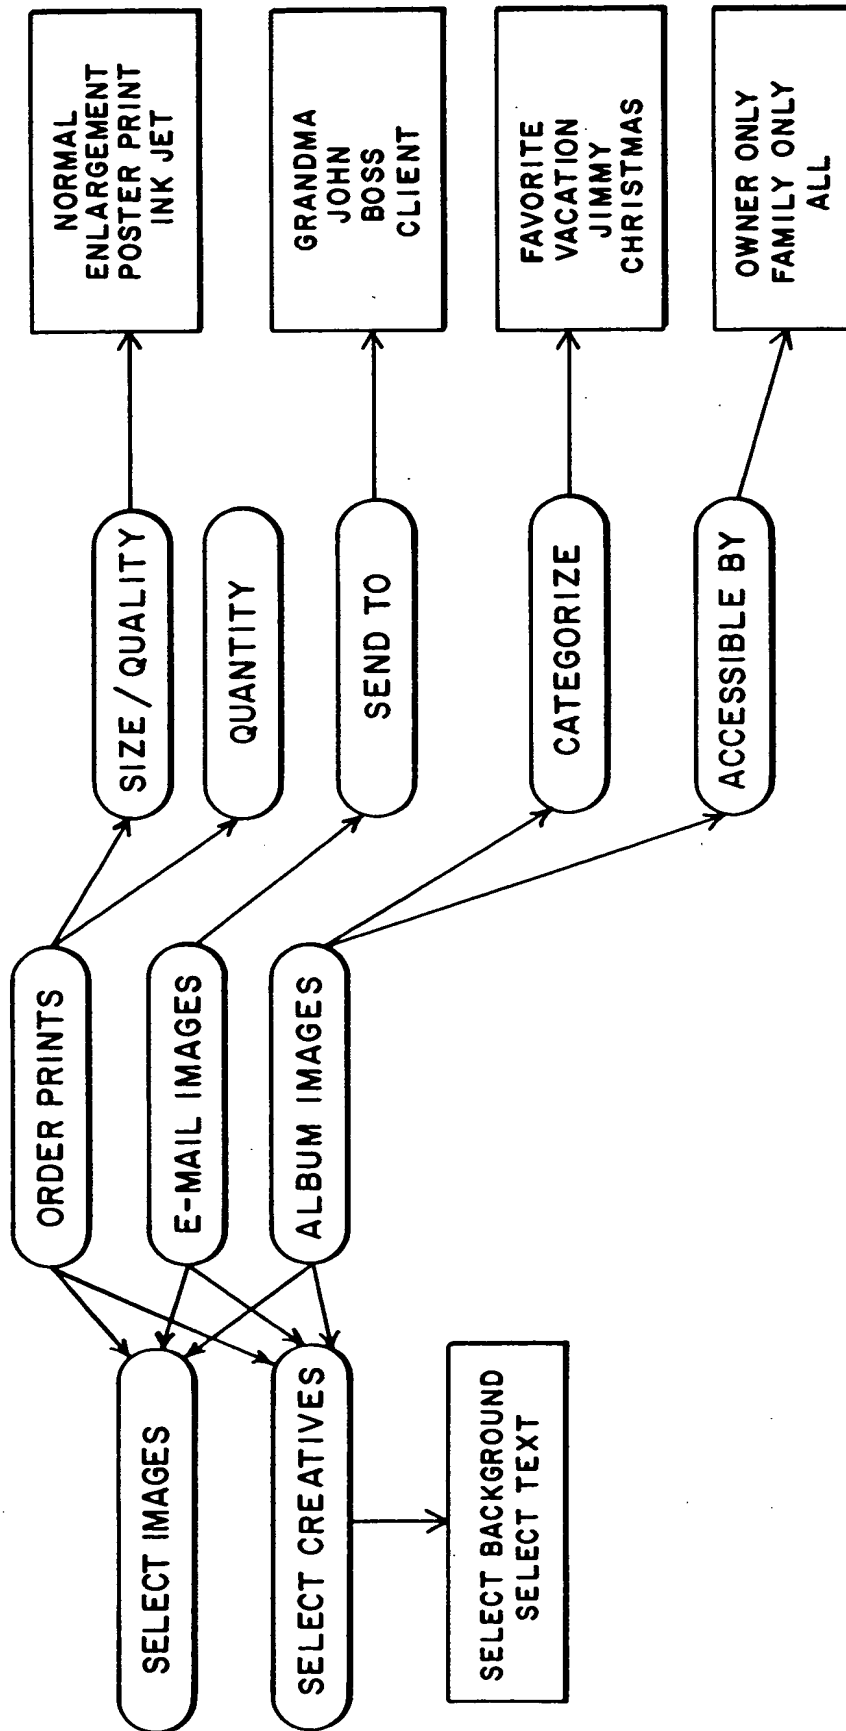 ORDER PRINTS
E-MAIL IMAGES
ALBUM IMAGES
SELECT IMAGES
SELECT CREATIVES
SELECT BACKGROUND
SELECT TEXT
SIZE / QUALITY
QUANTITY
SEND TO
CATEGORIZE
ACCESSIBLE BY
NORMAL
ENLARGEMENT
POSTER PRINT
INK JET
GRANDMA
JOHN
BOSS
CLIENT
FAVORITE
VACATION
JIMMY
CHRISTMAS
OWNER ONLY
FAMILY ONLY
ALL